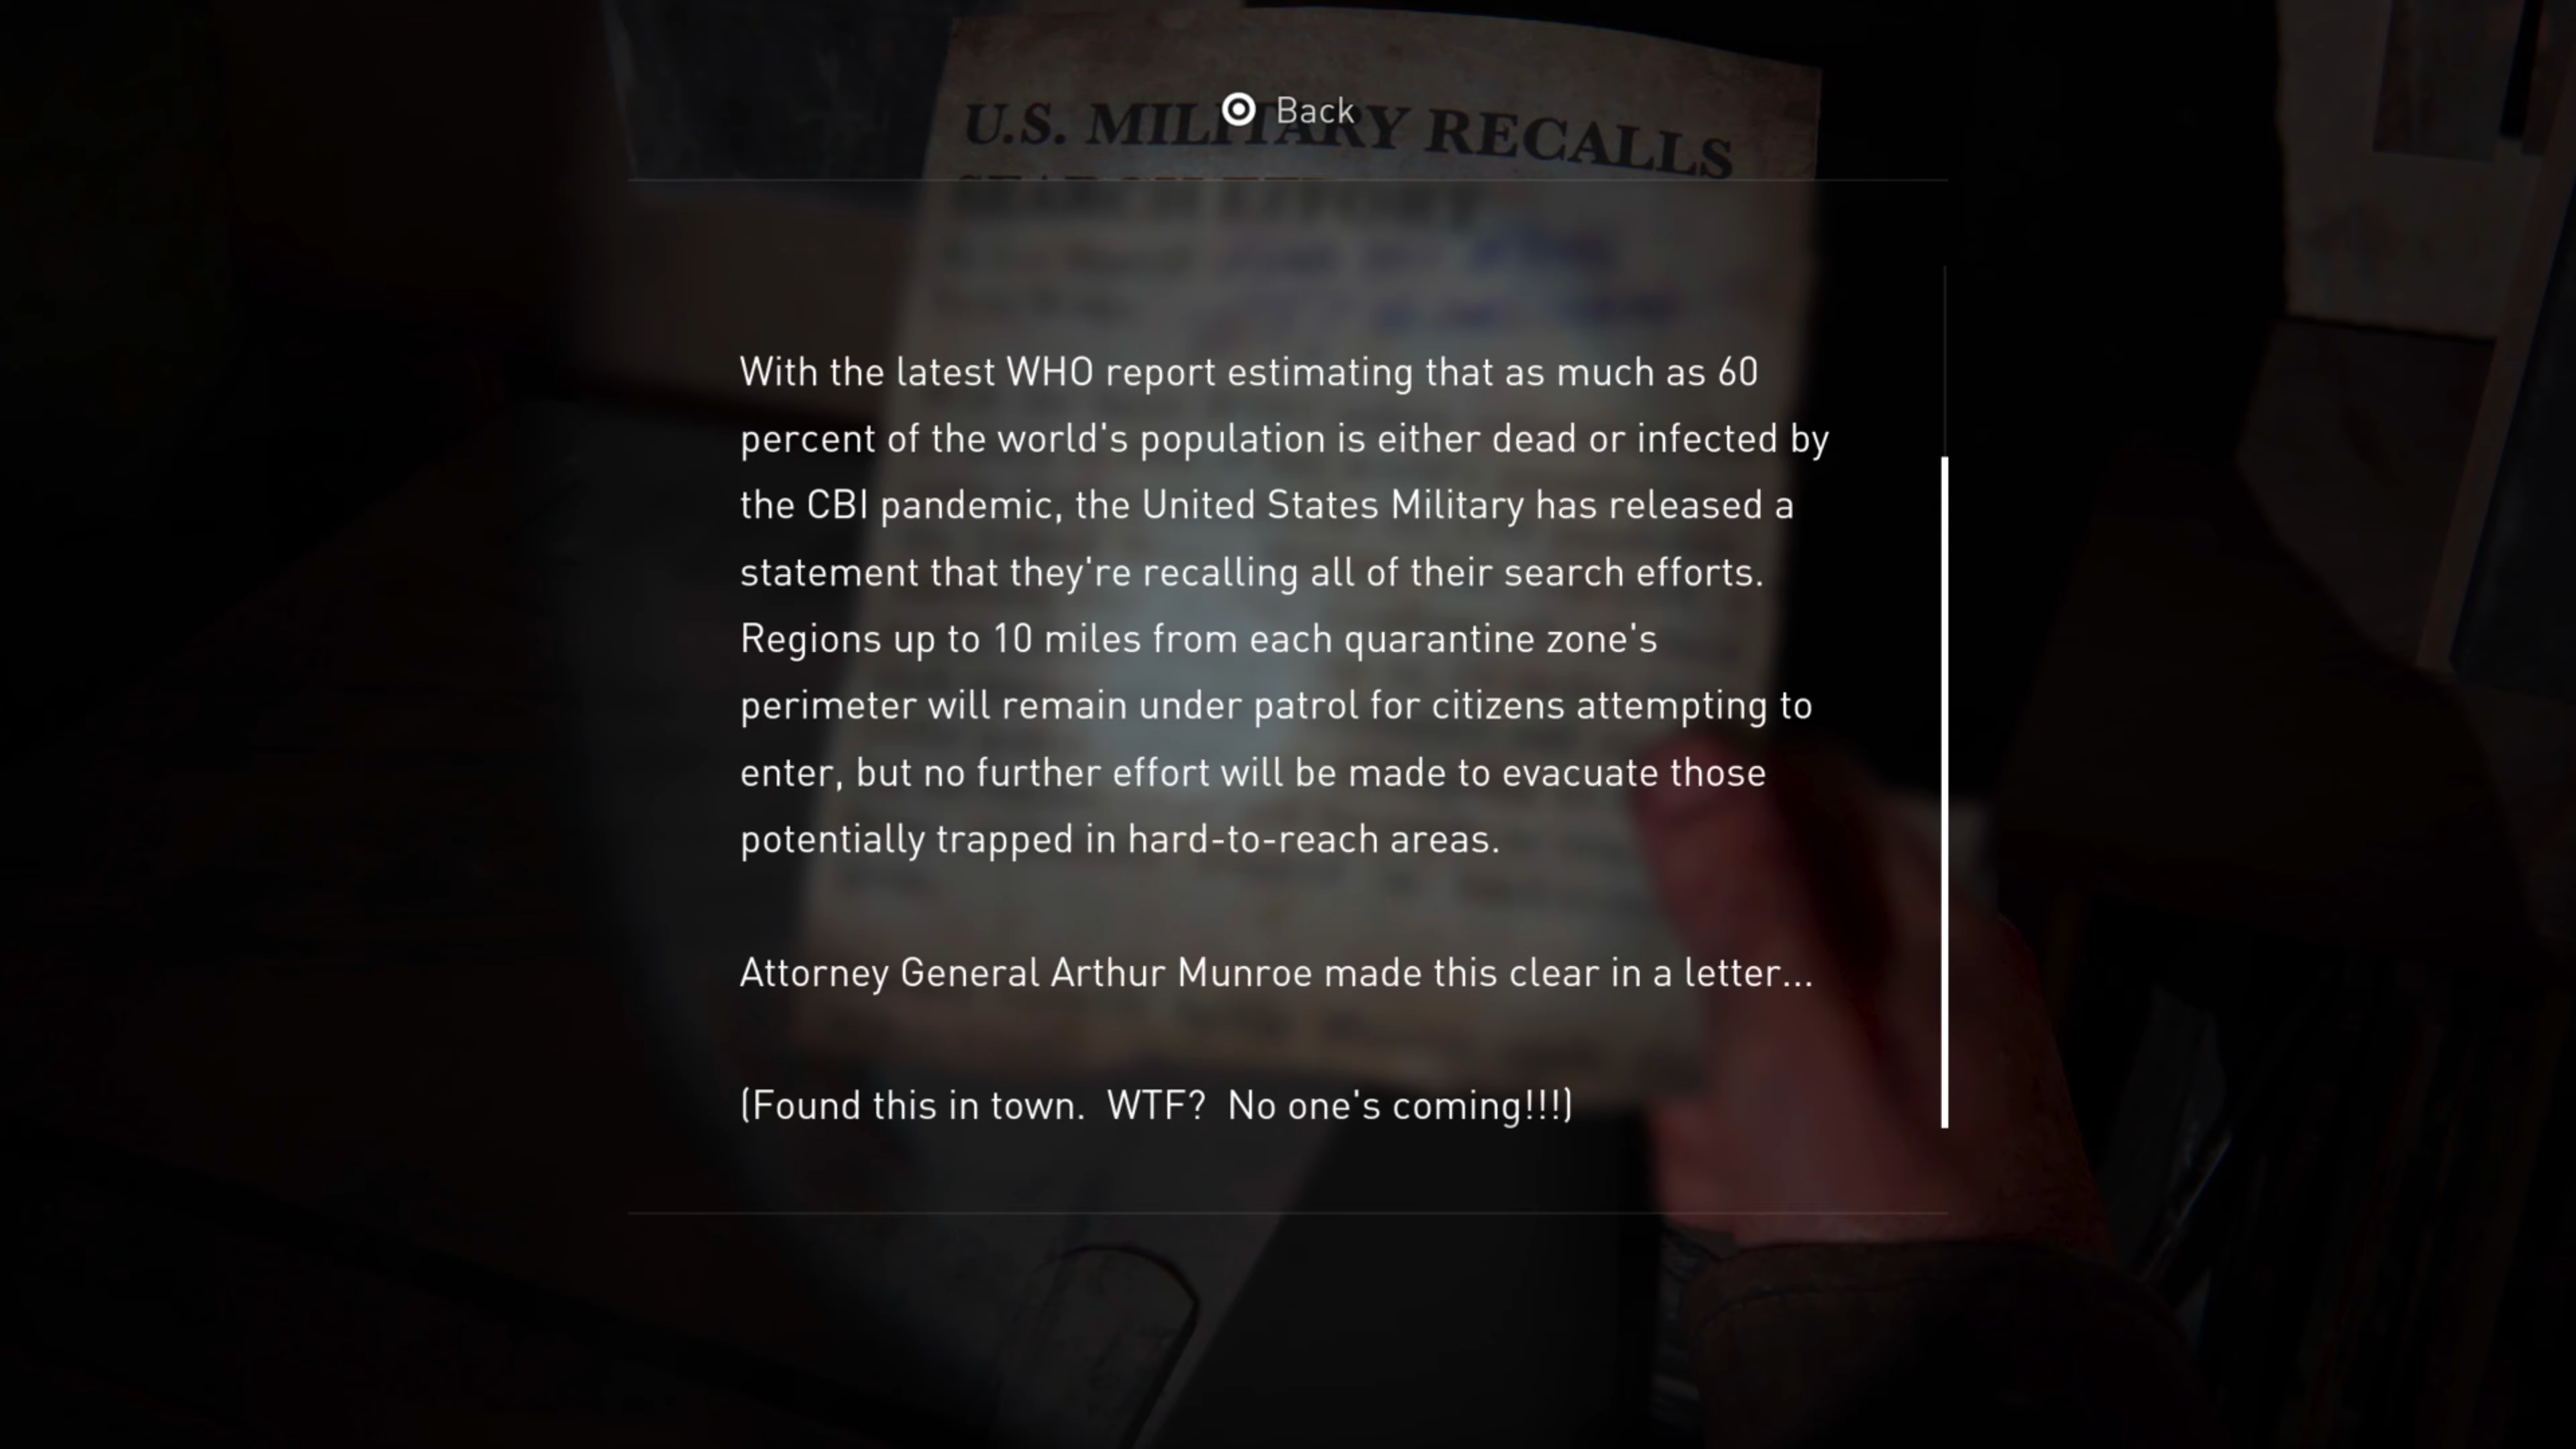 Back
U.S. MILITARY RECALLS
SEARCH EFFORT
With the latest WHO report estimating that as much as 60
percent of the world's population is either dead or infected by
the CBI pandemic, the United States Military has released a
statement that they're recalling all of their search efforts.
Regions up to 10 miles from each quarantine zone's
perimeter will remain under patrol for citizens attempting to
enter, but no further effort will be made to evacuate those
potentially trapped in hard-to-reach areas.
Attorney General Arthur Munroe made this clear in a letter...
(Found this in town.  WTF?  No one's coming!!!)